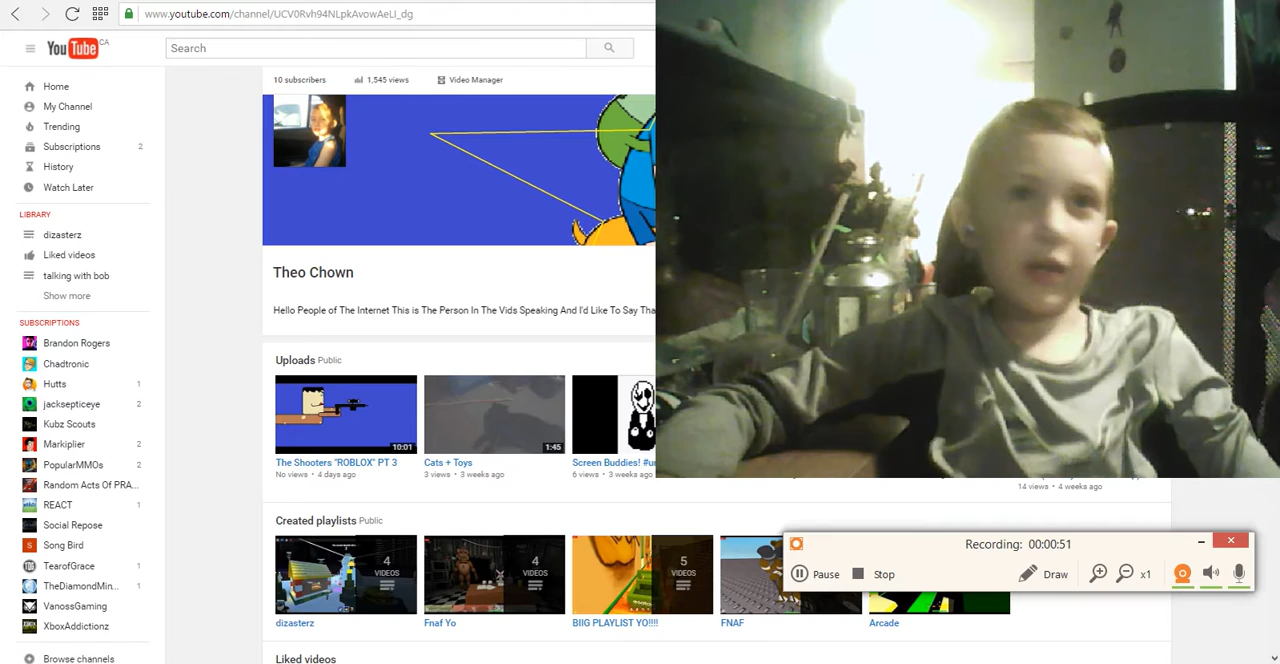 www.youtube.com/channel/UCV0Rvh94NLpkAvowAeLI_dg
YouTube CA
Search
Home
My Channel
Trending
Subscriptions 2
History
Watch Later
LIBRARY
dizasterz
Liked videos
talking with bob
Show more
SUBSCRIPTIONS
Brandon Rogers
Chadtronic
Hutts 1
jacksepticeye 2
Kubz Scouts
Markiplier 2
PopularMMOs 2
Random Acts Of PRA...
REACT 1
Social Repose
Song Bird
TearofGrace 1
TheDiamondMin... 1
VanossGaming
XboxAddictionz
Browse channels
10 subscribers 1,545 views Video Manager
Theo Chown
Hello People of The Internet This is The Person In The Vids Speaking And I'd Like To Say Tha
Uploads Public
10:01
The Shooters "ROBLOX" PT 3
No views • 4 days ago
1:45
Cats + Toys
3 views • 3 weeks ago
Screen Buddies! #un
6 views • 3 weeks ago
14 views • 4 weeks ago
Created playlists Public
4 VIDEOS
dizasterz
4 VIDEOS
Fnaf Yo
5 VIDEOS
BIIG PLAYLIST YO!!!!
FNAF
Arcade
Liked videos
Recording: 00:00:51
Pause Stop Draw x1